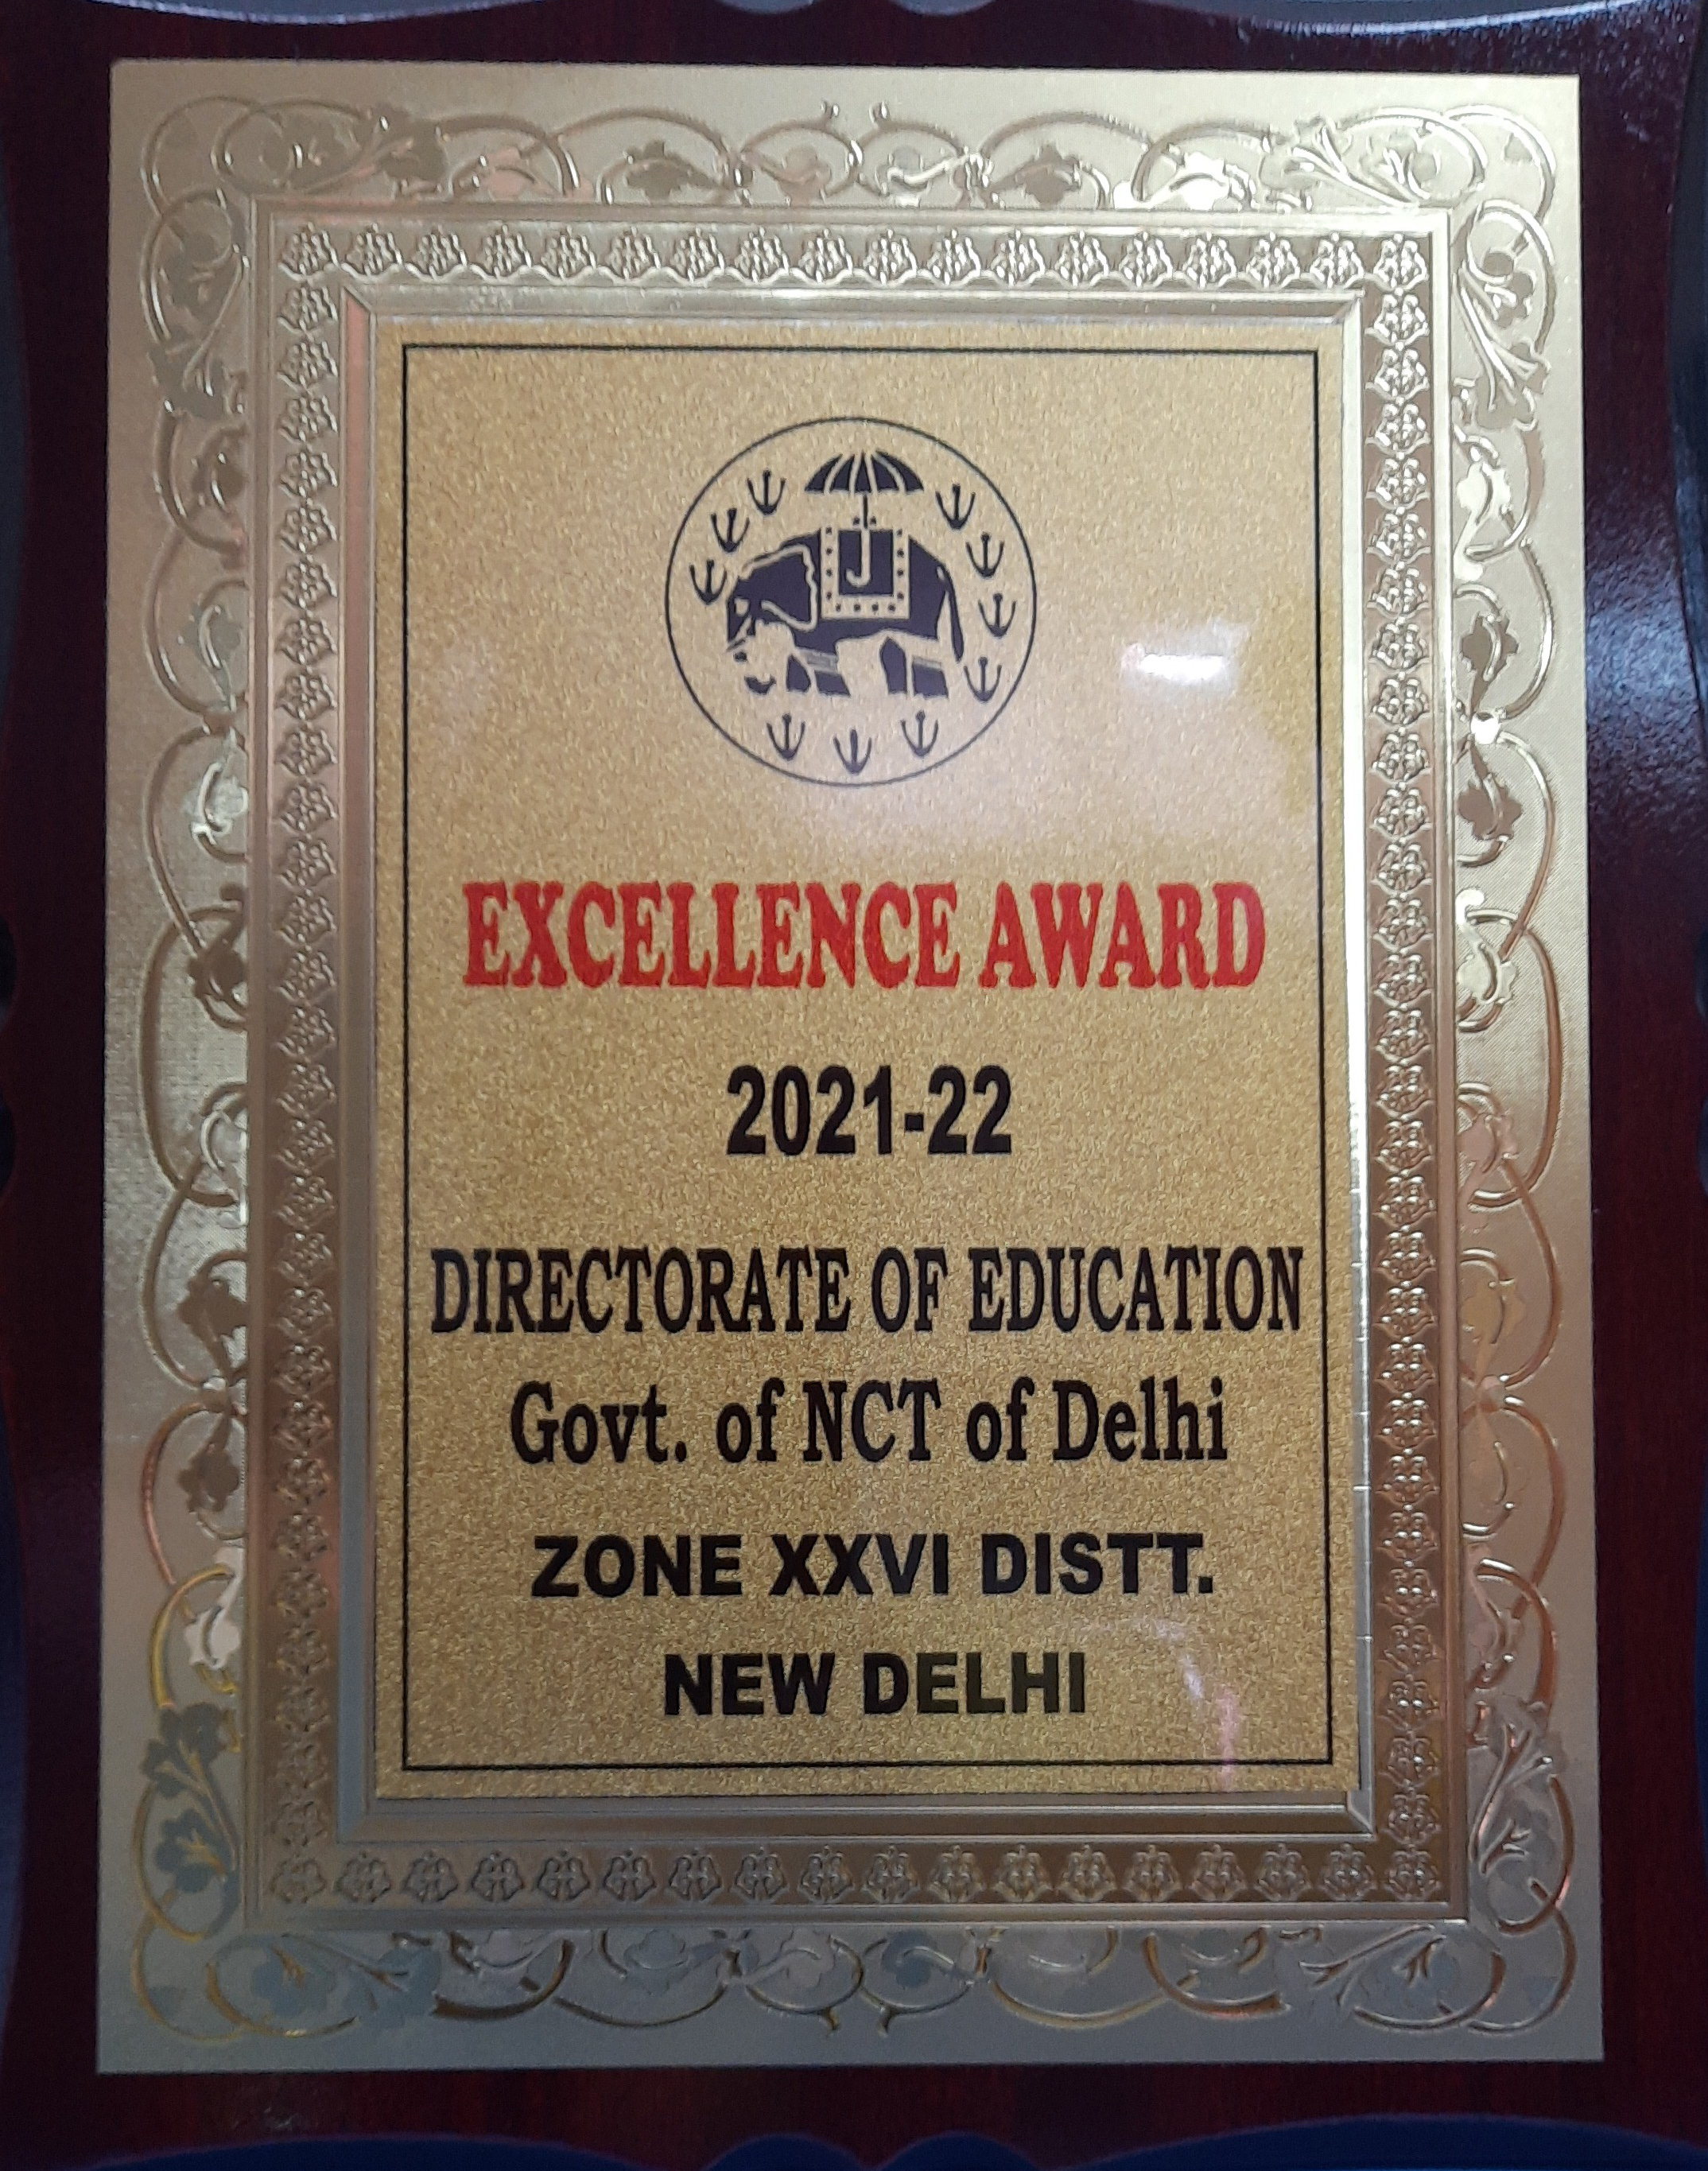 EXCELLENCE AWARD
2021-22
DIRECTORATE OF EDUCATION
Govt. of NCT of Delhi
ZONE XXVI DISTT.
NEW DELHI